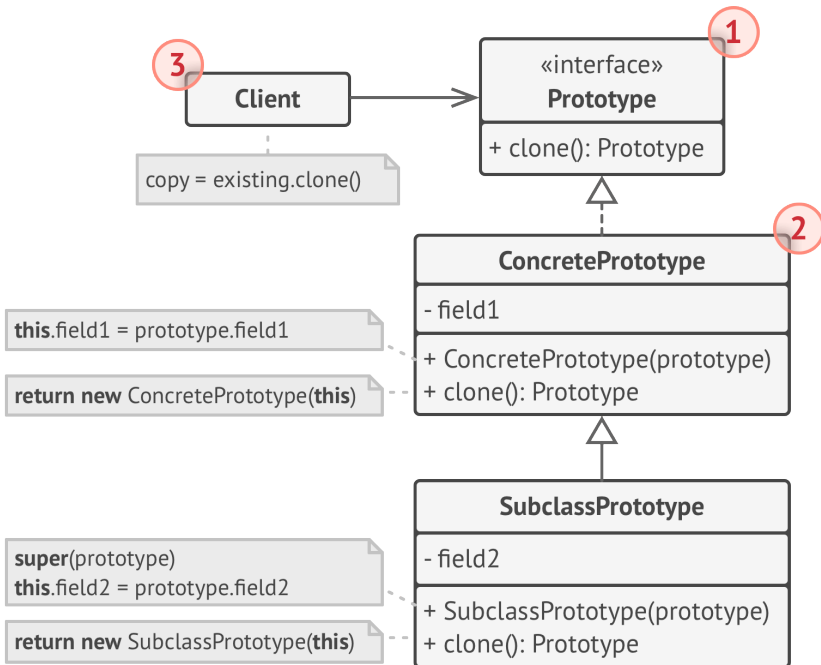 1
«interface»
Prototype
+ clone(): Prototype
3
Client
copy = existing.clone()
2
ConcretePrototype
- field1
+ ConcretePrototype(prototype)
+ clone(): Prototype
this.field1 = prototype.field1
return new ConcretePrototype(this)
SubclassPrototype
- field2
+ SubclassPrototype(prototype)
+ clone(): Prototype
super(prototype)
this.field2 = prototype.field2
return new SubclassPrototype(this)